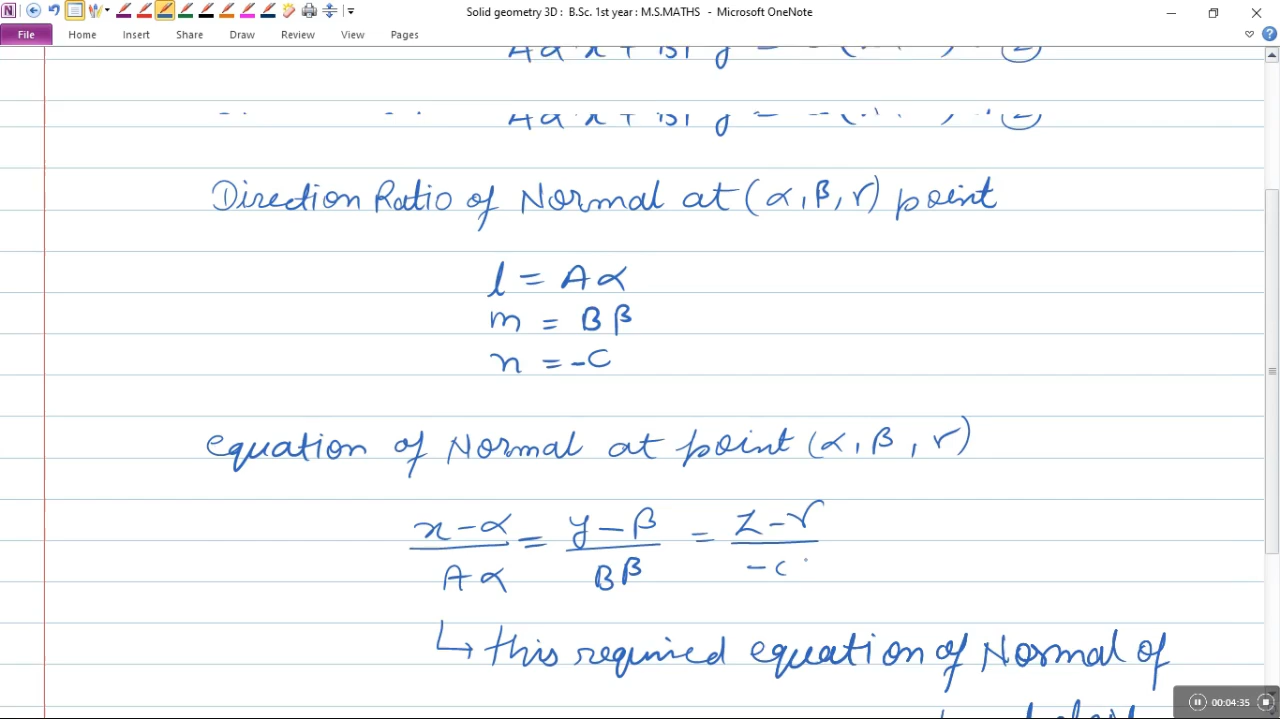 Solid geometry 3D : B.Sc. 1st year : M.S.MATHS - Microsoft OneNote
File Home Insert Share Draw Review View Pages
Direction Ratio of Normal at (α, β, γ) point
l = Aα
m = Bβ
n = -C
equation of Normal at point (α, β, γ)
x-α / Aα = y-β / Bβ = z-γ / -C
↳ this required equation of Normal of
00:04:35